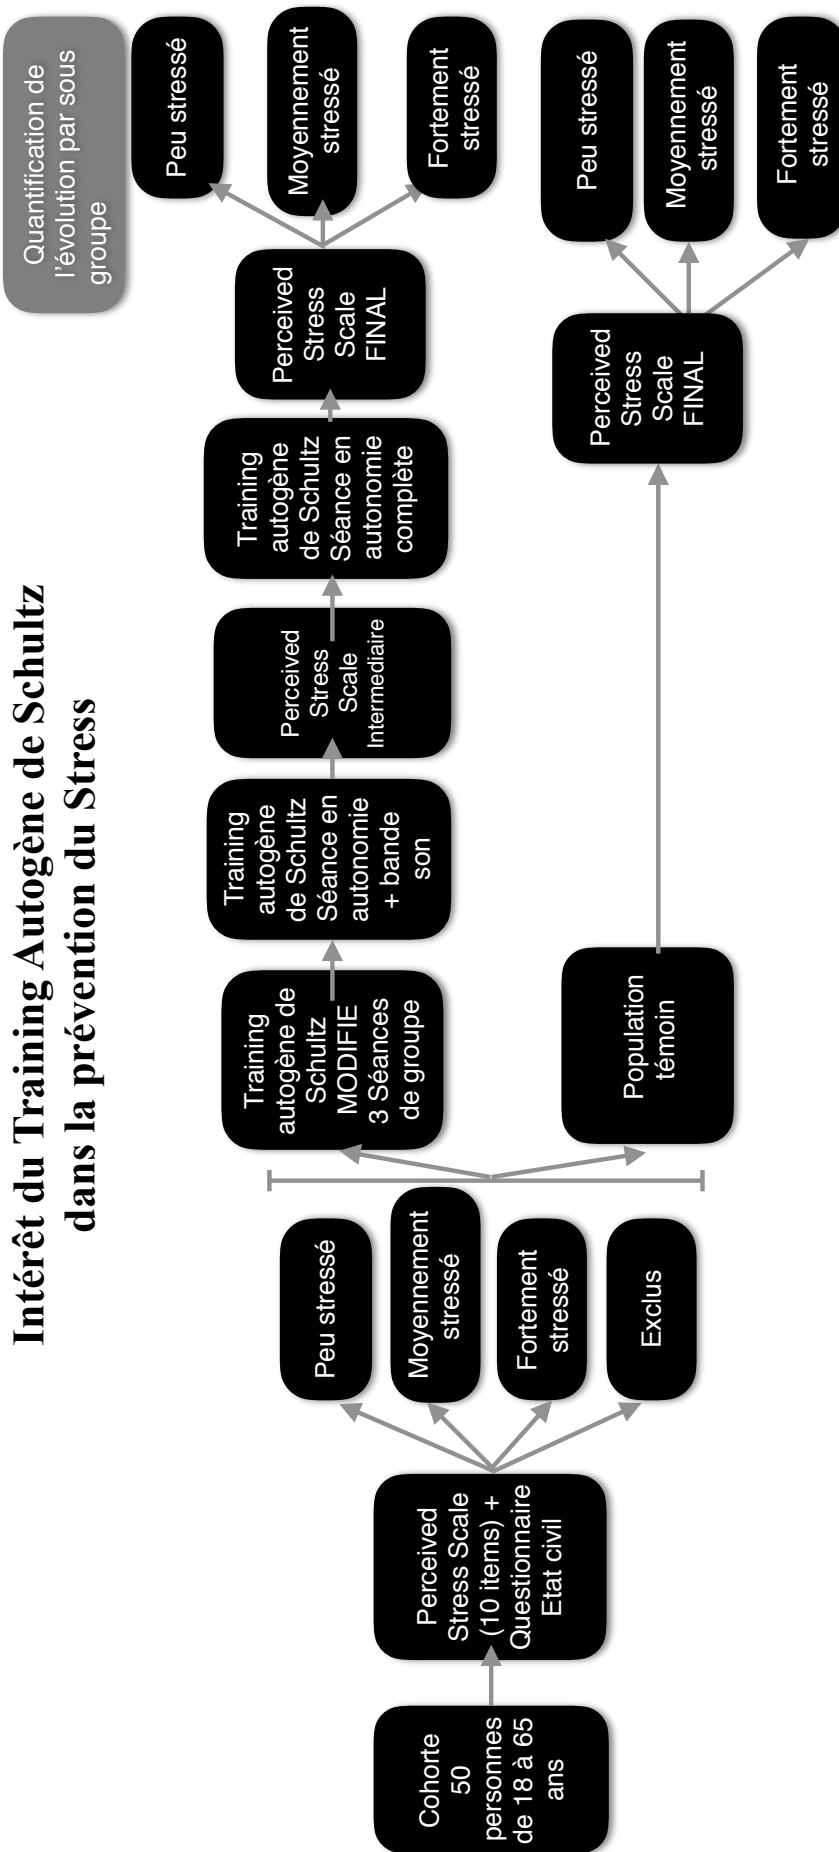 Intérêt du Training Autogène de Schultz
dans la prévention du Stress
Cohorte
50
personnes
de 18 à 65
ans
Perceived
Stress Scale
(10 items) +
Questionnaire
Etat civil
Peu stressé
Moyennement
stressé
Fortement
stressé
Exclus
Training
autogène de
Schultz
MODIFIE
3 Séances
de groupe
Training
autogène
de Schultz
Séance en
autonomie
+ bande
son
Perceived
Stress
Scale
Intermediaire
Training
autogène
de Schultz
Séance en
autonomie
complète
Perceived
Stress
Scale
FINAL
Quantification de
l'évolution par sous
groupe
Peu stressé
Moyennement
stressé
Fortement
stressé
Population
témoin
Perceived
Stress
Scale
FINAL
Peu stressé
Moyennement
stressé
Fortement
stressé